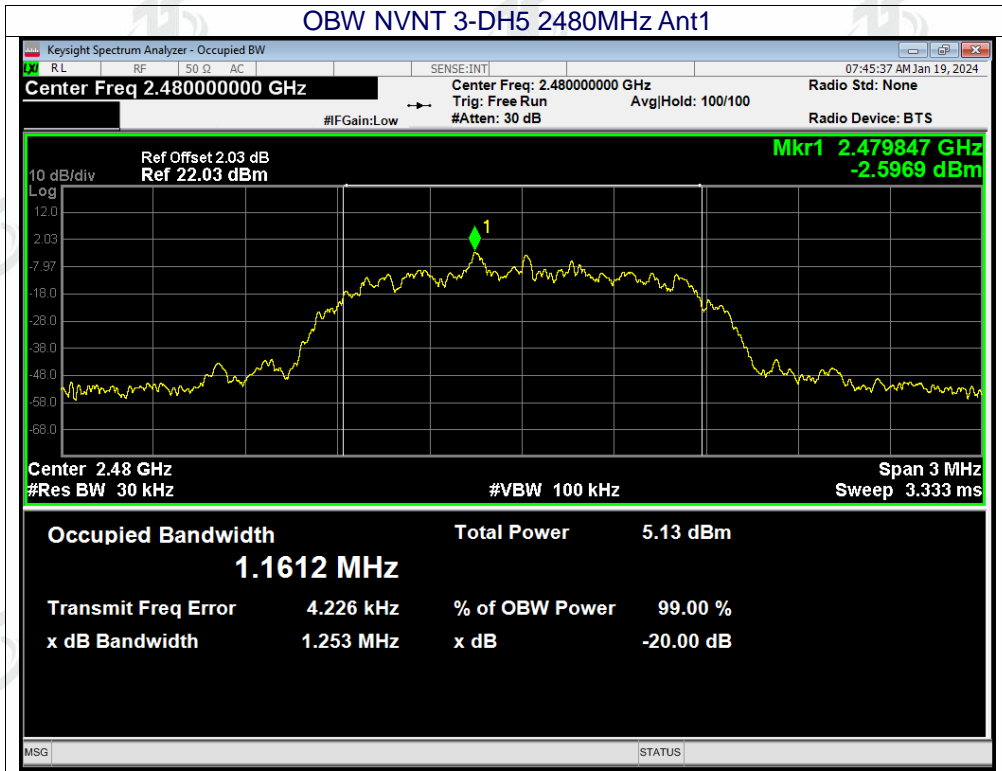 OBW NVNT 3-DH5 2480MHz Ant1
Keysight Spectrum Analyzer - Occupied BW
LXI RL RF 50 Ω AC SENSE:INT 07:45:37 AM Jan 19, 2024
Center Freq 2.480000000 GHz Center Freq: 2.480000000 GHz Radio Std: None
Trig: Free Run Avg|Hold: 100/100
#IFGain:Low #Atten: 30 dB Radio Device: BTS
Mkr1 2.479847 GHz
Ref Offset 2.03 dB
10 dB/div Ref 22.03 dBm -2.5969 dBm
Log
12.0
1
2.03
-7.97
-18.0
-28.0
-38.0
-48.0
-58.0
-68.0
Center 2.48 GHz Span 3 MHz
#Res BW 30 kHz #VBW 100 kHz Sweep 3.333 ms
Occupied Bandwidth Total Power 5.13 dBm
1.1612 MHz
Transmit Freq Error 4.226 kHz % of OBW Power 99.00 %
x dB Bandwidth 1.253 MHz x dB -20.00 dB
MSG STATUS